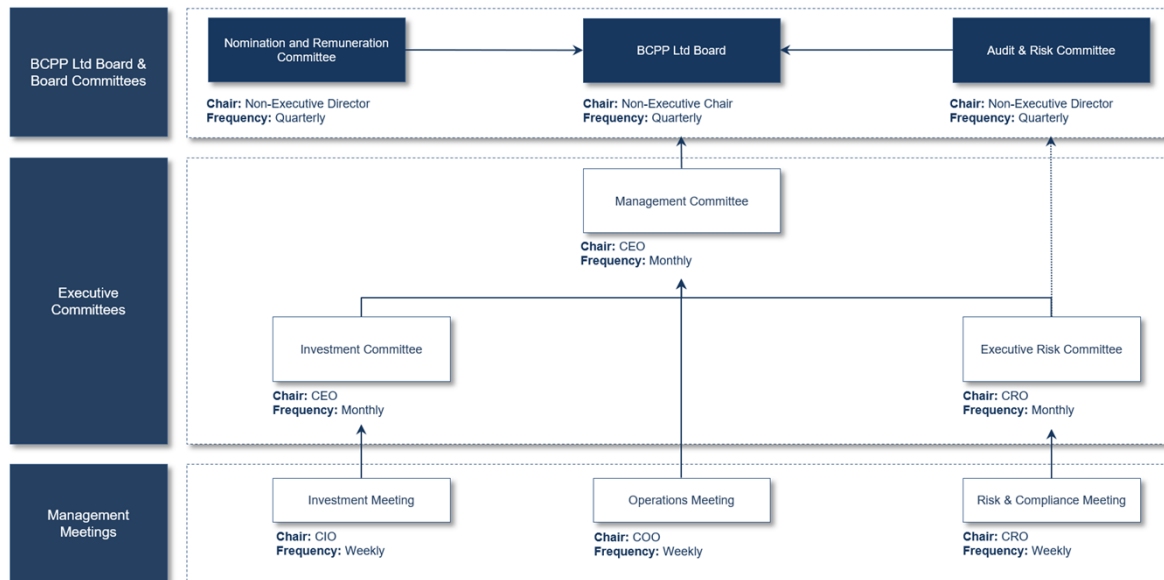 BCPP Ltd Board &
Board Committees
Nomination and Remuneration
Committee
BCPP Ltd Board
Audit & Risk Committee
Chair: Non-Executive Director
Frequency: Quarterly
Chair: Non-Executive Chair
Frequency: Quarterly
Chair: Non-Executive Director
Frequency: Quarterly
Executive
Committees
Management Committee
Chair: CEO
Frequency: Monthly
Investment Committee
Executive Risk Committee
Chair: CEO
Frequency: Monthly
Chair: CRO
Frequency: Monthly
Management
Meetings
Investment Meeting
Operations Meeting
Risk & Compliance Meeting
Chair: CIO
Frequency: Weekly
Chair: COO
Frequency: Weekly
Chair: CRO
Frequency: Weekly